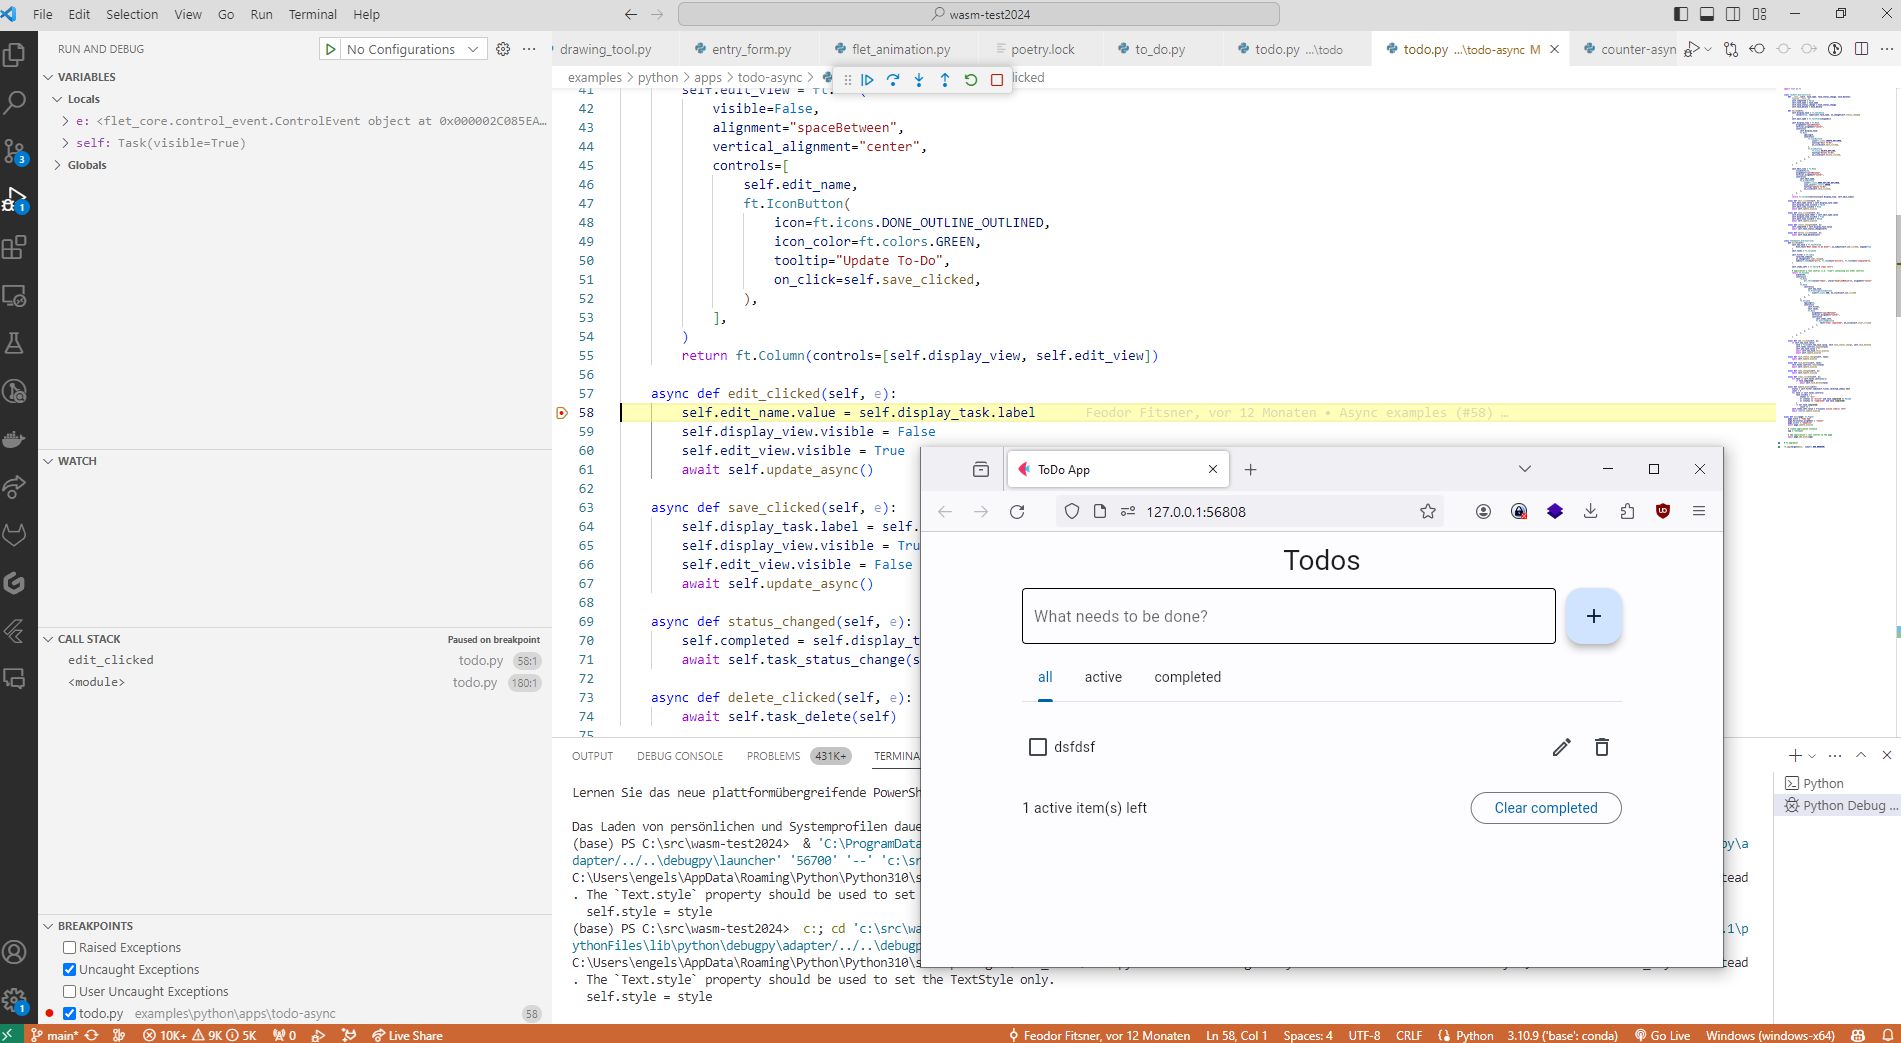 File Edit Selection View Go Run Terminal Help
wasm-test2024
RUN AND DEBUG
No Configurations
drawing_tool.py
entry_form.py
flet_animation.py
poetry.lock
to_do.py
todo.py ...\todo
todo.py ...\todo-async M
counter-asyn
VARIABLES
Locals
e: <flet_core.control_event.ControlEvent object at 0x000002C085EA…
self: Task(visible=True)
Globals
WATCH
CALL STACK
Paused on breakpoint
edit_clicked todo.py 58:1
<module> todo.py 180:1
BREAKPOINTS
Raised Exceptions
Uncaught Exceptions
User Uncaught Exceptions
todo.py examples\python\apps\todo-async 58
examples > python > apps > todo-async >
licked
41 self.edit_view = ft.
42 visible=False,
43 alignment="spaceBetween",
44 vertical_alignment="center",
45 controls=[
46 self.edit_name,
47 ft.IconButton(
48 icon=ft.icons.DONE_OUTLINE_OUTLINED,
49 icon_color=ft.colors.GREEN,
50 tooltip="Update To-Do",
51 on_click=self.save_clicked,
52 ),
53 ],
54 )
55 return ft.Column(controls=[self.display_view, self.edit_view])
56
57 async def edit_clicked(self, e):
58 self.edit_name.value = self.display_task.label Feodor Fitsner, vor 12 Monaten • Async examples (#58) …
59 self.display_view.visible = False
60 self.edit_view.visible = True
61 await self.update_async()
62
63 async def save_clicked(self, e):
64 self.display_task.label = self.
65 self.display_view.visible = Tru
66 self.edit_view.visible = False
67 await self.update_async()
68
69 async def status_changed(self, e):
70 self.completed = self.display_t
71 await self.task_status_change(s
72
73 async def delete_clicked(self, e):
74 await self.task_delete(self)
75
ToDo App
127.0.0.1:56808
Todos
What needs to be done?
+
all active completed
dsfdsf
1 active item(s) left
Clear completed
OUTPUT DEBUG CONSOLE PROBLEMS 431K+ TERMINA
Python
Python Debug ...
Lernen Sie das neue plattformübergreifende PowerSh
Das Laden von persönlichen und Systemprofilen daue
(base) PS C:\src\wasm-test2024> & 'C:\ProgramData
py\a
dapter/../..\debugpy\launcher' '56700' '--' 'c:\sr
C:\Users\engels\AppData\Roaming\Python\Python310\s
tead
. The `Text.style` property should be used to set
self.style = style
(base) PS C:\src\wasm-test2024> c:; cd 'c:\src\wa
.1\p
ythonFiles\lib\python\debugpy\adapter/../..\debugp
C:\Users\engels\AppData\Roaming\Python\Python310\s
tead
. The `Text.style` property should be used to set the TextStyle only.
self.style = style
3
1
1
main* 10K+ 9K 5K 0 Live Share
Feodor Fitsner, vor 12 Monaten Ln 58, Col 1 Spaces: 4 UTF-8 CRLF Python 3.10.9 ('base': conda) Go Live Windows (windows-x64)